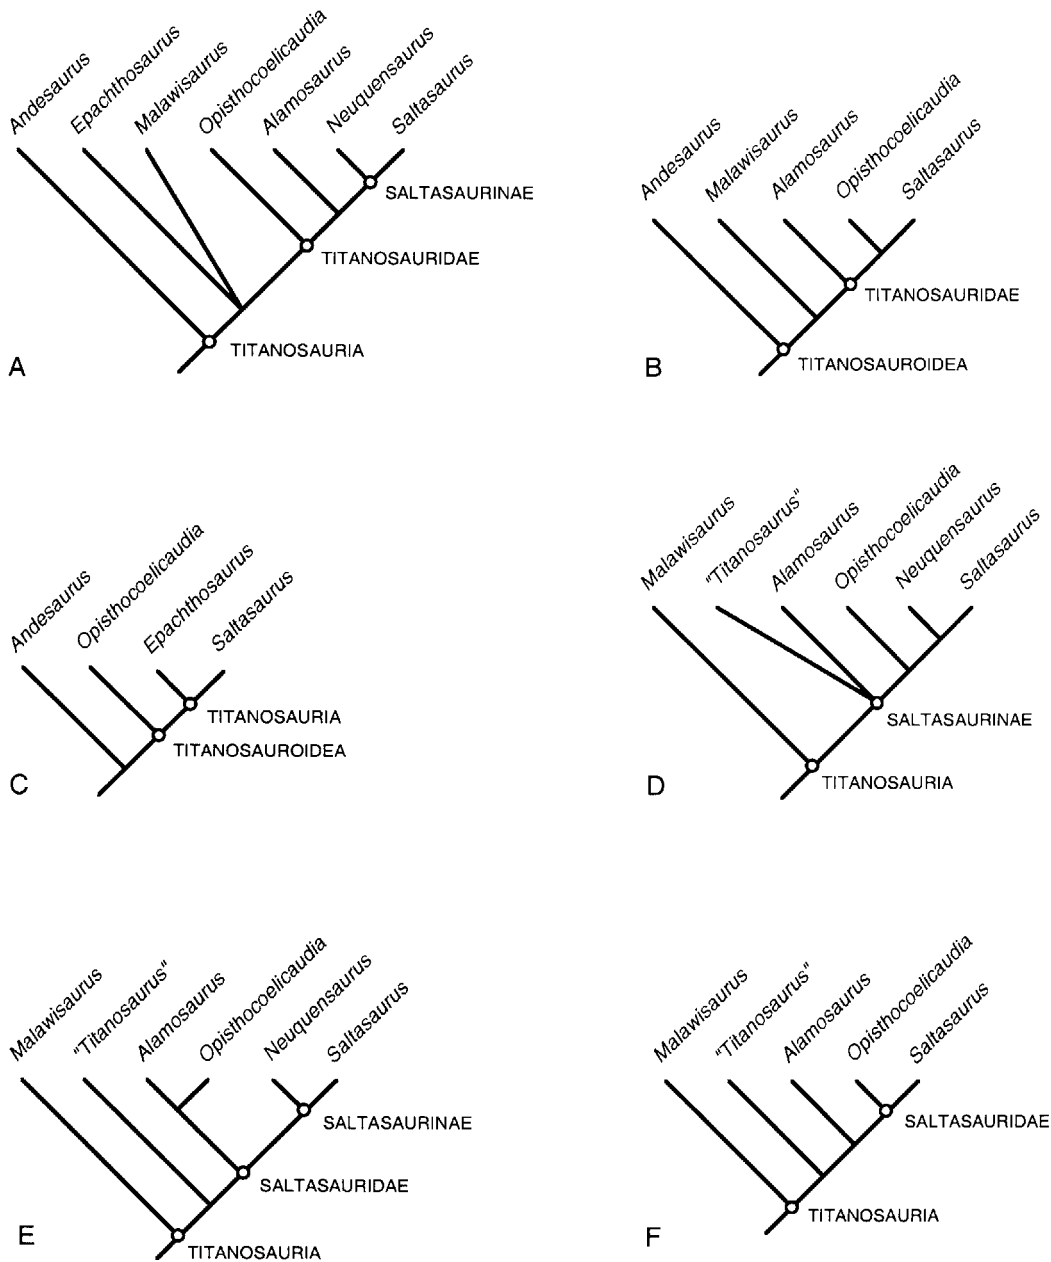 Andesaurus
Epachthosaurus
Malawisaurus
Opisthocoelicaudia
Alamosaurus
Neuquensaurus
Saltasaurus
SALTASAURINAE
TITANOSAURIDAE
TITANOSAURIA
A
Andesaurus
Malawisaurus
Alamosaurus
Opisthocoelicaudia
Saltasaurus
TITANOSAURIDAE
TITANOSAUROIDEA
B
Andesaurus
Opisthocoelicaudia
Epachthosaurus
Saltasaurus
TITANOSAURIA
TITANOSAUROIDEA
C
Malawisaurus
"Titanosaurus"
Alamosaurus
Opisthocoelicaudia
Neuquensaurus
Saltasaurus
SALTASAURINAE
TITANOSAURIA
D
Malawisaurus
"Titanosaurus"
Alamosaurus
Opisthocoelicaudia
Neuquensaurus
Saltasaurus
SALTASAURINAE
SALTASAURIDAE
TITANOSAURIA
E
Malawisaurus
"Titanosaurus"
Alamosaurus
Opisthocoelicaudia
Saltasaurus
SALTASAURIDAE
TITANOSAURIA
F